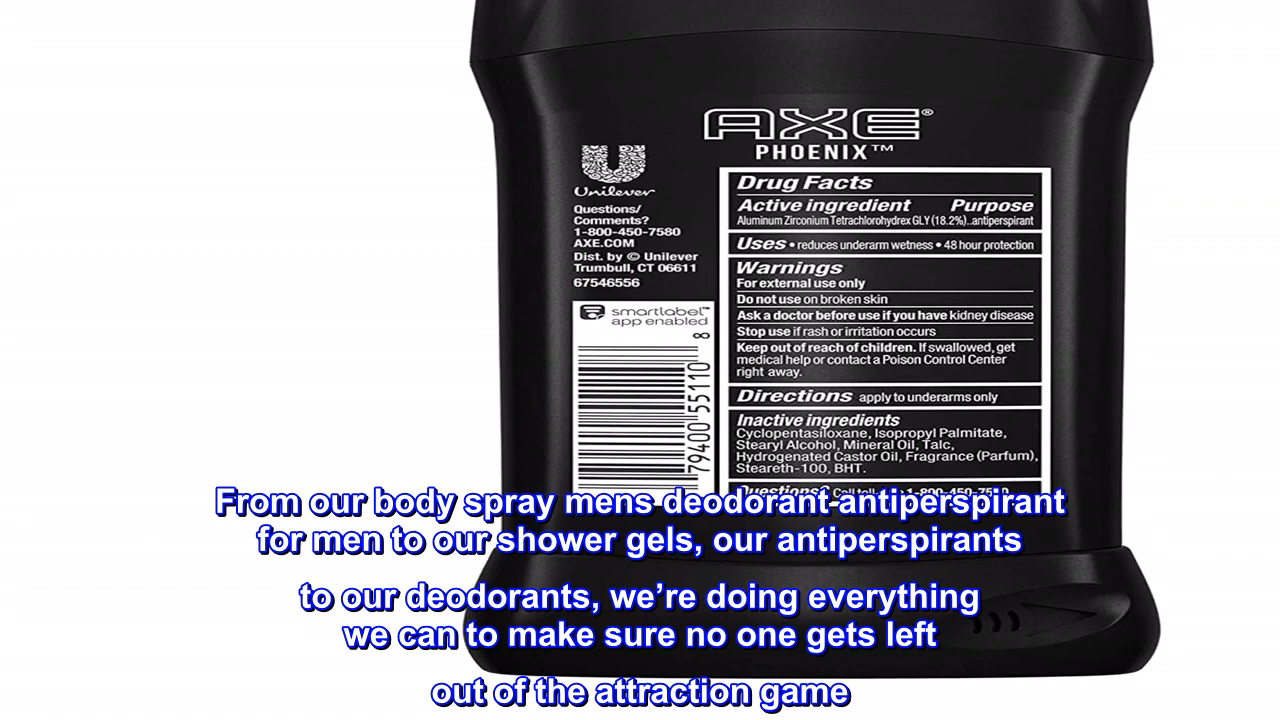 AXE®
PHOENIX™
Unilever
Questions/
Comments?
1-800-450-7580
AXE.COM
Dist. by © Unilever
Trumbull, CT 06611
67546556
smartlabel™
app enabled
79400 55110 8
Drug Facts
Active ingredient Purpose
Aluminum Zirconium Tetrachlorohydrex GLY (18.2%)..antiperspirant
Uses • reduces underarm wetness • 48 hour protection
Warnings
For external use only
Do not use on broken skin
Ask a doctor before use if you have kidney disease
Stop use if rash or irritation occurs
Keep out of reach of children. If swallowed, get
medical help or contact a Poison Control Center
right away.
Directions apply to underarms only
Inactive ingredients
Cyclopentasiloxane, Isopropyl Palmitate,
Stearyl Alcohol, Mineral Oil, Talc,
Hydrogenated Castor Oil, Fragrance (Parfum),
Steareth-100, BHT.
Questions? Call 1-800-450-7580
From our body spray mens deodorant antiperspirant
for men to our shower gels, our antiperspirants
to our deodorants, we’re doing everything
we can to make sure no one gets left
out of the attraction game